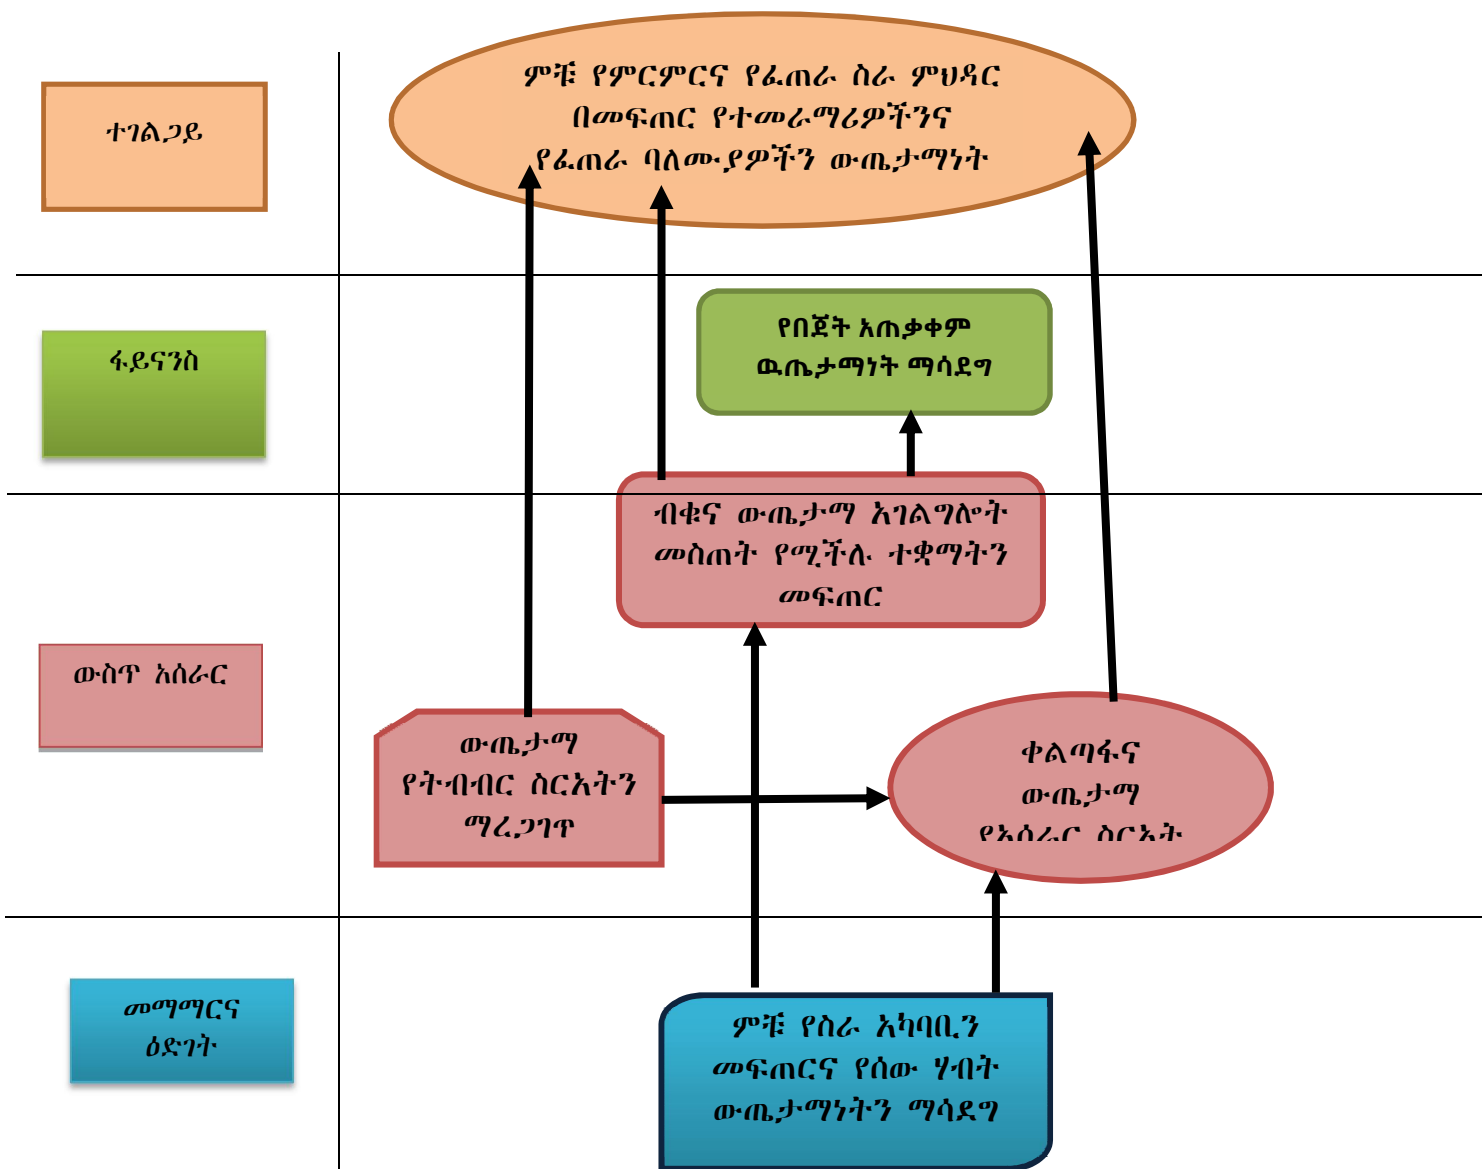 ተገልጋይ
ምቹ የምርምርና የፈጠራ ስራ ምህዳር
በመፍጠር የተመራማሪዎችንና
የፈጠራ ባለሙያዎችን ውጤታማነት
ፋይናንስ
የበጀት አጠቃቀም
ዉጤታማነት ማሳደግ
ብቁና ውጤታማ አገልግሎት
መስጠት የሚችሉ ተቋማትን
መፍጠር
ውስጥ አሰራር
ውጤታማ
የትብብር ስርአትን
ማረጋገጥ
ቀልጣፋና
ውጤታማ
የአሰራር ስርአት
መማማርና
ዕድገት
ምቹ የስራ አካባቢን
መፍጠርና የሰው ሃብት
ውጤታማነትን ማሳደግ